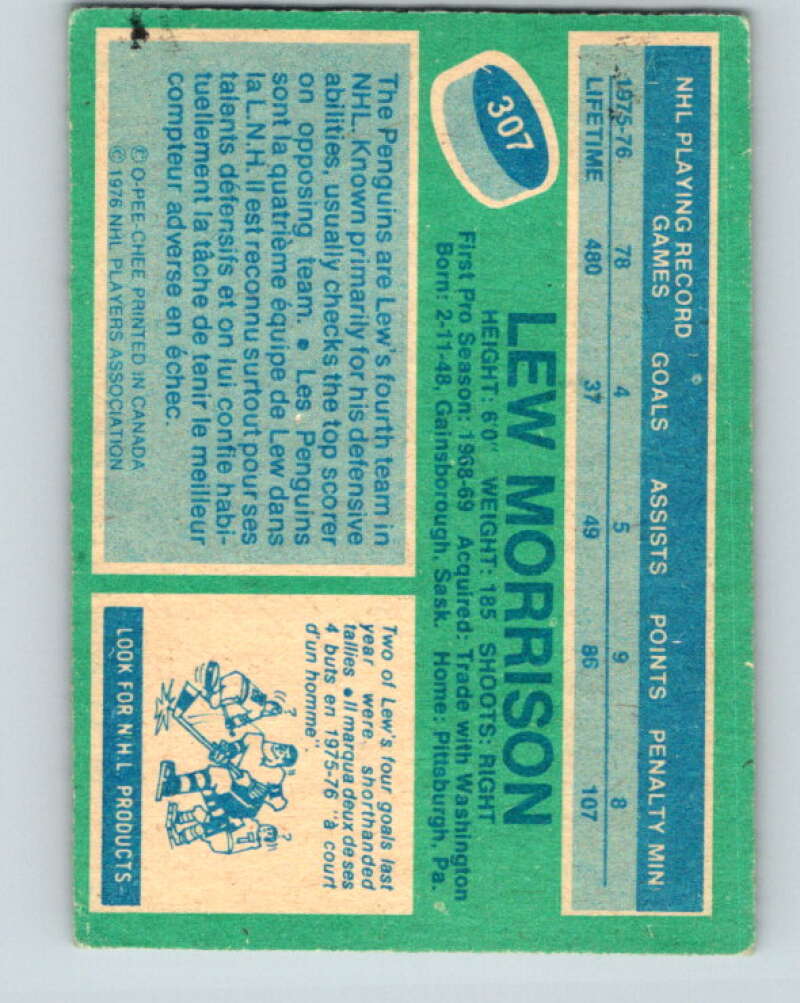 307
NHL PLAYING RECORD
GAMES GOALS ASSISTS POINTS PENALTY MIN
1975-76 78 4 5 9 8
LIFETIME 480 37 49 86 107
LEW MORRISON
HEIGHT: 6'0" WEIGHT: 185 SHOOTS: RIGHT
First Pro Season: 1968-69 Acquired: Trade with Washington
Born: 2-11-48, Gainsborough, Sask. Home: Pittsburgh, Pa.
The Penguins are Lew's fourth team in
NHL. Known primarily for his defensive
abilities, usually checks the top scorer
on opposing team. • Les Penguins
sont la quatrième équipe de Lew dans
la L.N.H. Il est reconnu surtout pour ses
talents défensifs et on lui confie habi-
tuellement la tâche de tenir le meilleur
compteur adverse en échec.
© O-PEE-CHEE PRINTED IN CANADA
© 1976 NHL PLAYERS ASSOCIATION
Two of Lew's four goals last
year were shorthanded
tallies • Il marqua deux de ses
4 buts en 1975-76 "à court
d'un homme".
? ?
LOOK FOR N.H.L. PRODUCTS